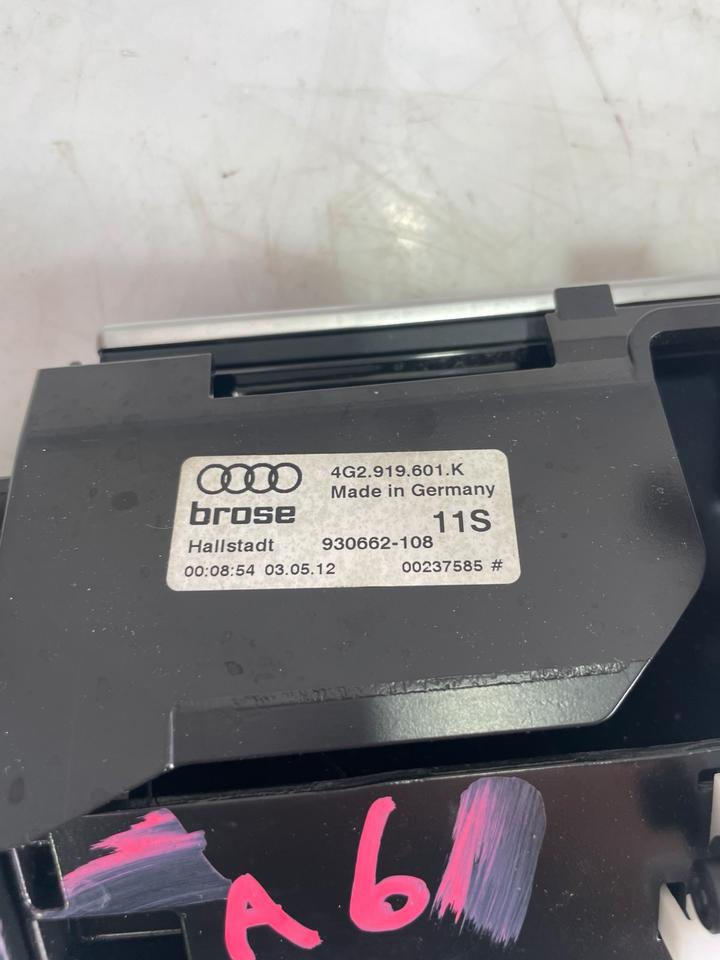 4G2.919.601.K
Made in Germany
brose
11S
Hallstadt 930662-108
00:08:54 03.05.12 00237585 #
A6